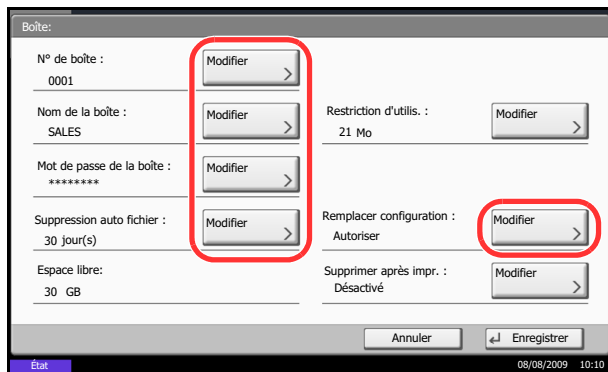 Boîte:
N° de boîte :
0001
Modifier
Nom de la boîte :
SALES
Modifier
Restriction d'utilis. :
21 Mo
Modifier
Mot de passe de la boîte :
********
Modifier
Suppression auto fichier :
30 jour(s)
Modifier
Remplacer configuration :
Autoriser
Modifier
Espace libre:
30 GB
Supprimer après impr. :
Désactivé
Modifier
Annuler
Enregistrer
État
08/08/2009 10:10